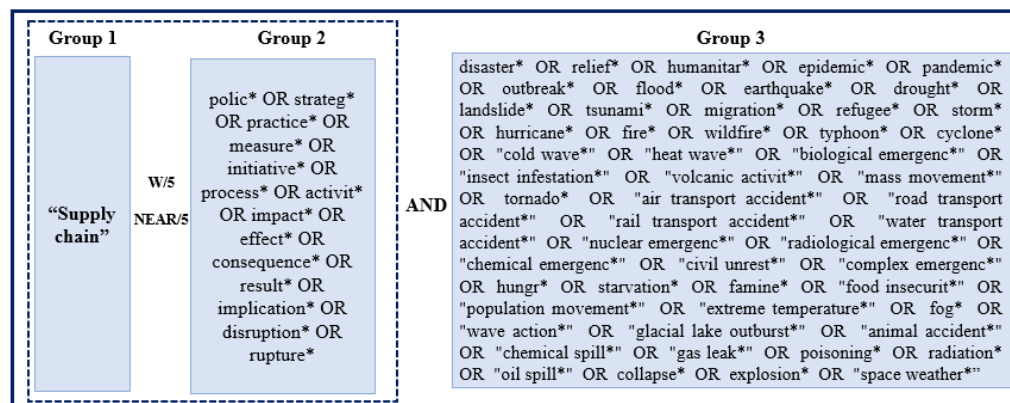 Group 1
“Supply
chain”
W/5
NEAR/5
Group 2
polic* OR strateg*
OR practice* OR
measure* OR
initiative* OR
process* OR activit*
OR impact* OR
effect* OR
consequence* OR
result* OR
implication* OR
disruption* OR
rupture*
AND
Group 3
disaster* OR relief* OR humanitar* OR epidemic* OR pandemic*
OR outbreak* OR flood* OR earthquake* OR drought* OR
landslide* OR tsunami* OR migration* OR refugee* OR storm*
OR hurricane* OR fire* OR wildfire* OR typhoon* OR cyclone*
OR "cold wave*" OR "heat wave*" OR "biological emergenc*" OR
"insect infestation*" OR "volcanic activit*" OR "mass movement*"
OR tornado* OR "air transport accident*" OR "road transport
accident*" OR "rail transport accident*" OR "water transport
accident*" OR "nuclear emergenc*" OR "radiological emergenc*" OR
"chemical emergenc*" OR "civil unrest*" OR "complex emergenc*"
OR hungr* OR starvation* OR famine* OR "food insecurit*" OR
"population movement*" OR "extreme temperature*" OR fog* OR
"wave action*" OR "glacial lake outburst*" OR "animal accident*"
OR "chemical spill*" OR "gas leak*" OR poisoning* OR radiation*
OR "oil spill*" OR collapse* OR explosion* OR "space weather*”